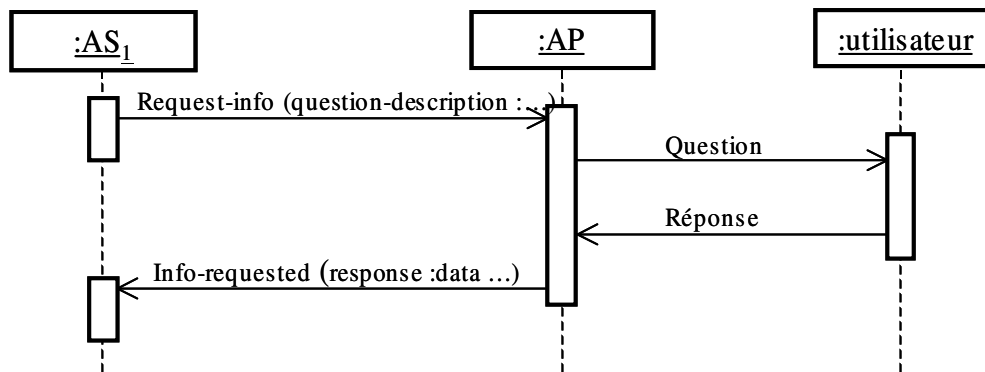 :AS1
:AP
:utilisateur
Request-info (question-description :…)
Question
Réponse
Info-requested (response :data …)